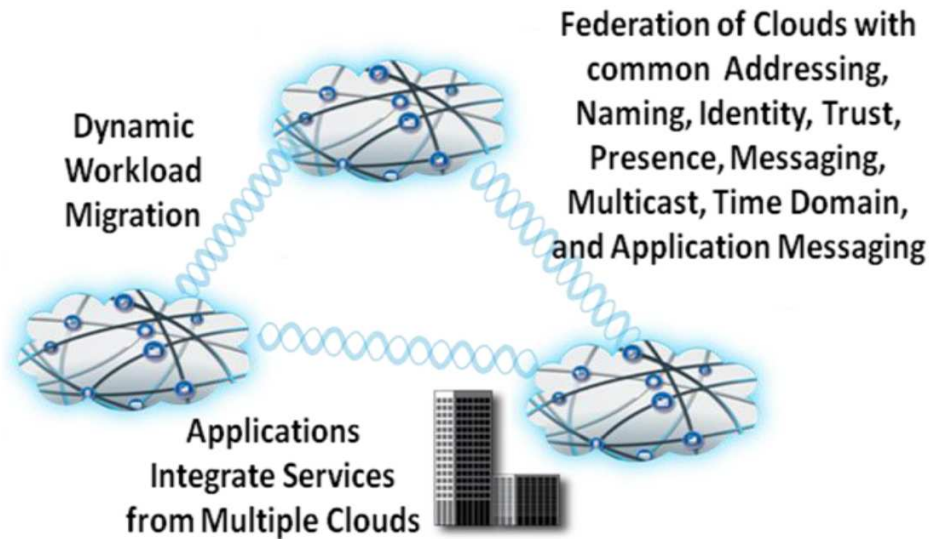 Federation of Clouds with
common Addressing,
Naming, Identity, Trust,
Presence, Messaging,
Multicast, Time Domain,
and Application Messaging
Dynamic
Workload
Migration
Applications
Integrate Services
from Multiple Clouds